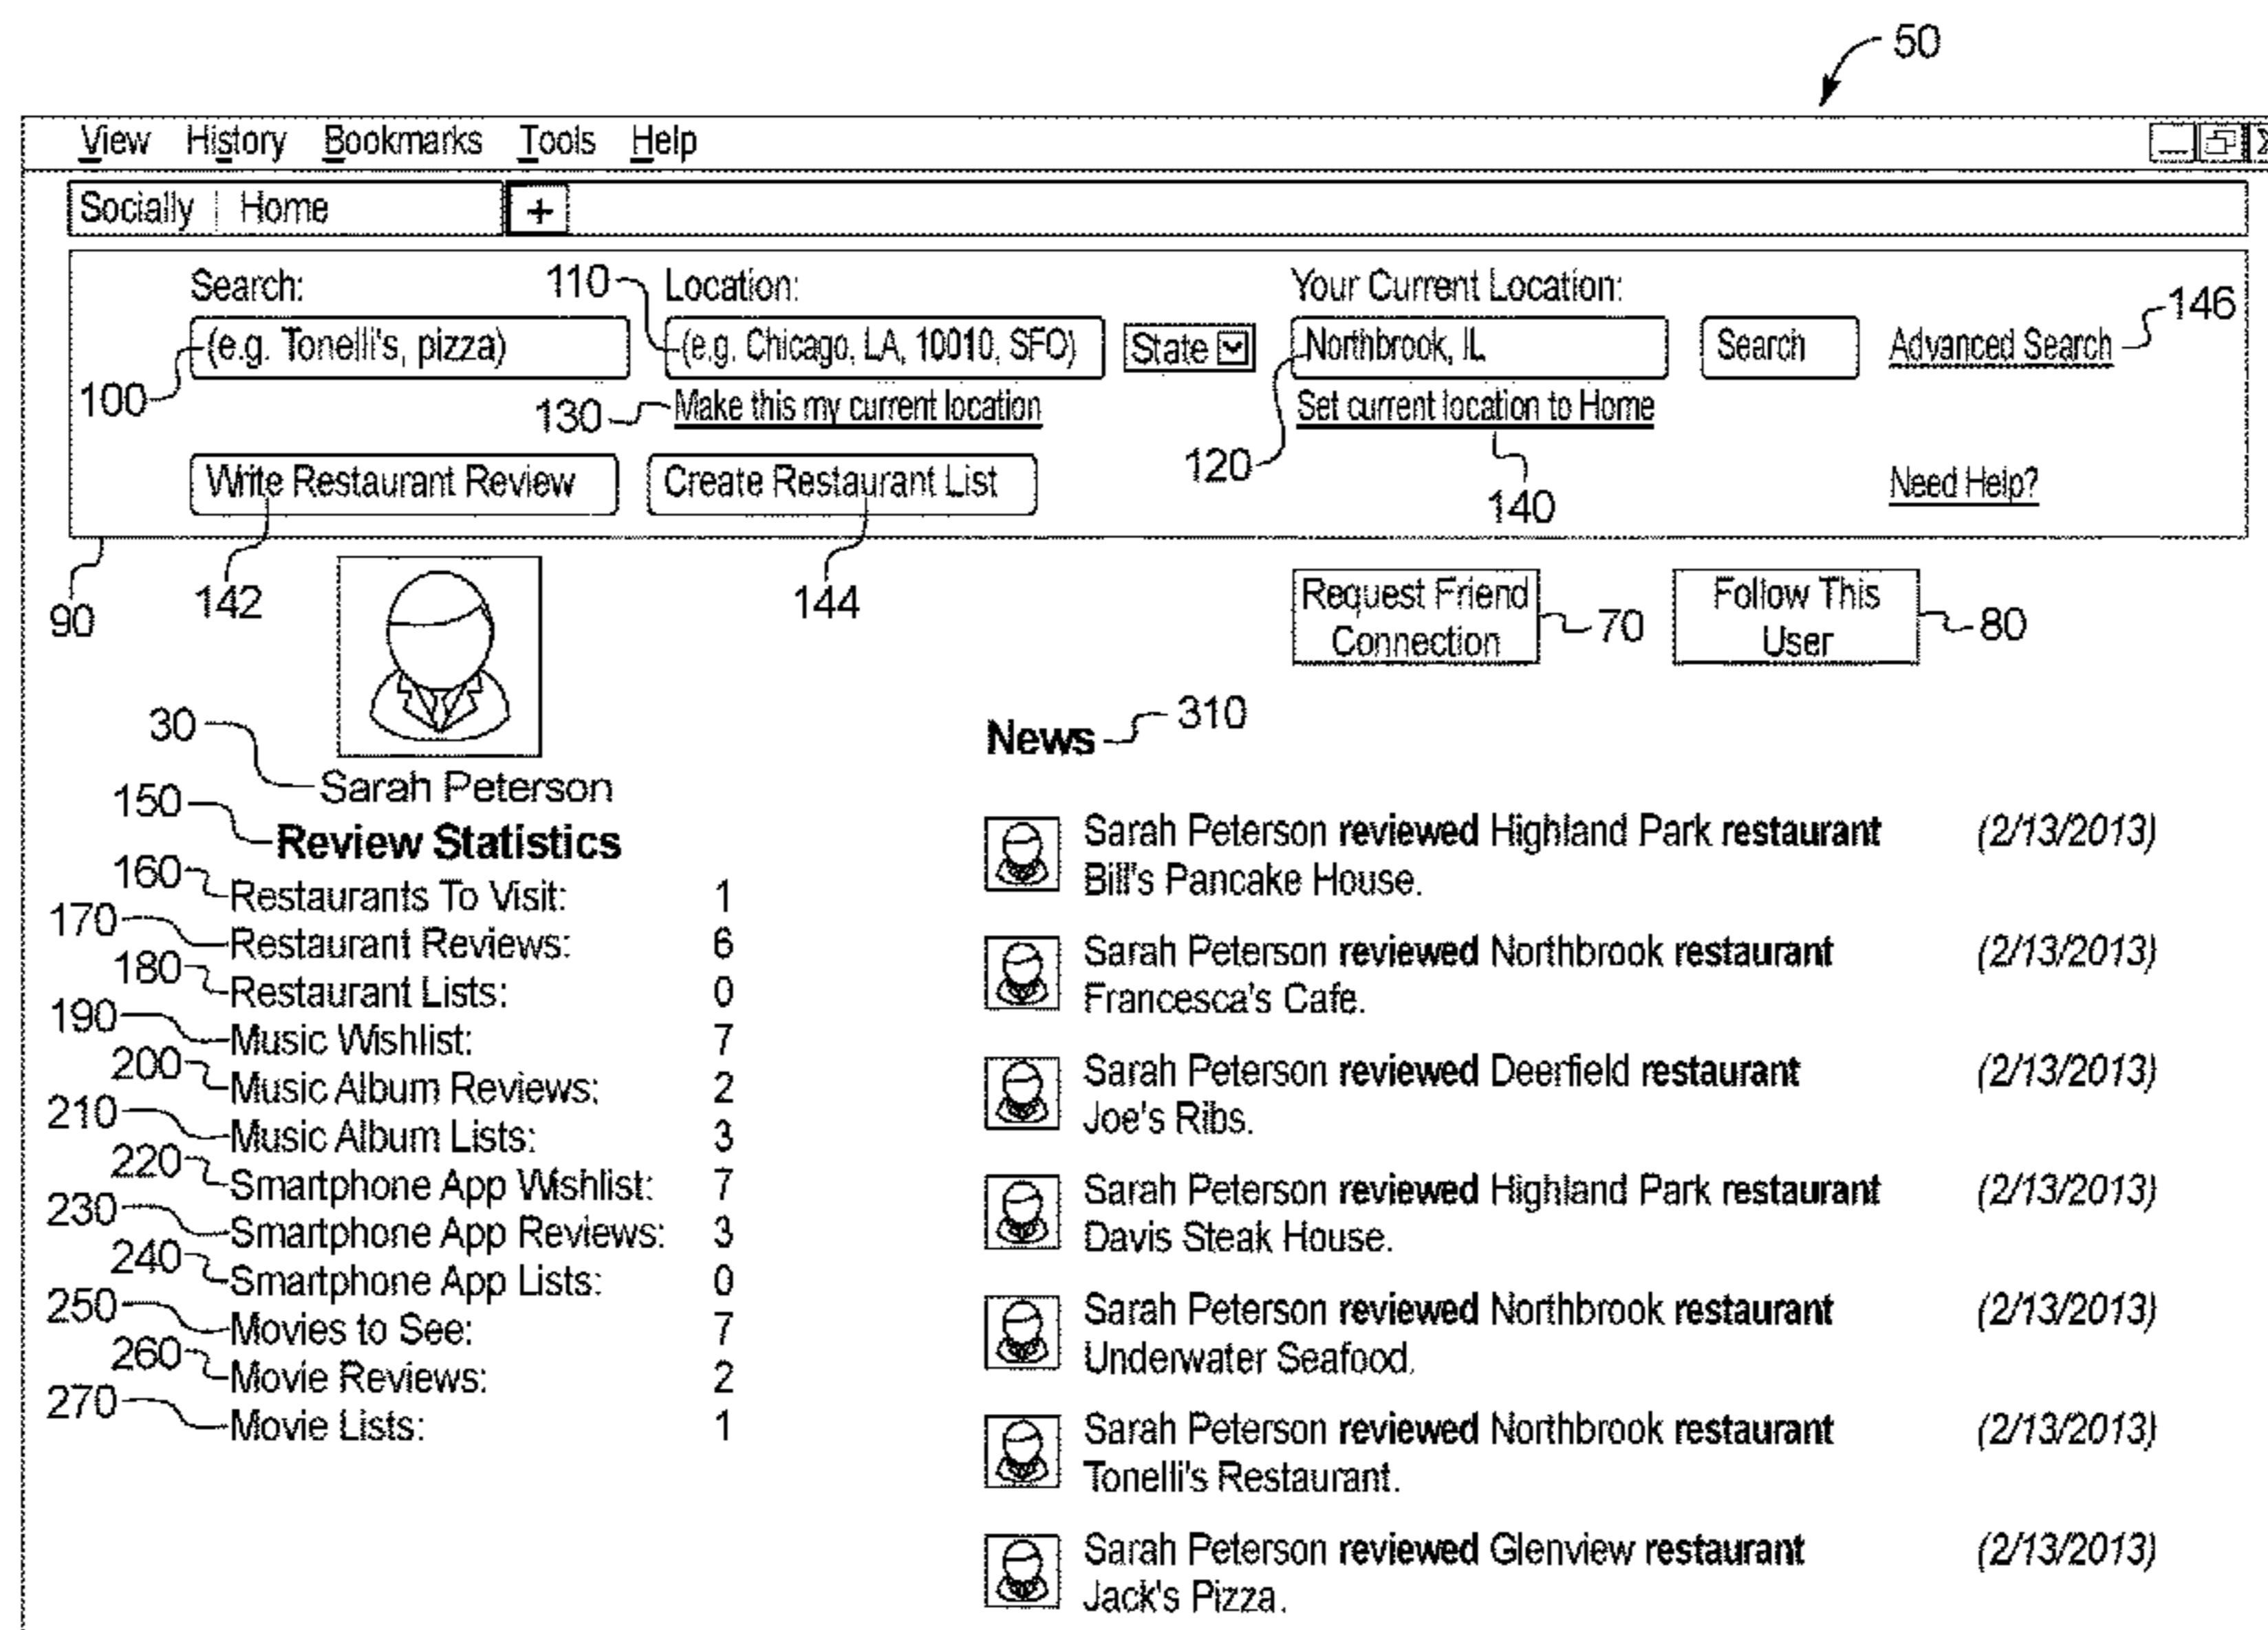 50
View History Bookmarks Tools Help
Socially Home +
Search: 110 Location: Your Current Location: 146
(e.g. Tonelli's, pizza) (e.g. Chicago, LA, 10010, SFO) State Northbrook, IL Search Advanced Search
100 130 Make this my current location Set current location to Home
120
Write Restaurant Review Create Restaurant List 140 Need Help?
90 142 144
Request Friend Connection 70 Follow This User 80
30 Sarah Peterson
150 Review Statistics
160 Restaurants To Visit: 1
170 Restaurant Reviews: 6
180 Restaurant Lists: 0
190 Music Wishlist: 7
200 Music Album Reviews: 2
210 Music Album Lists: 3
220 Smartphone App Wishlist: 7
230 Smartphone App Reviews: 3
240 Smartphone App Lists: 0
250 Movies to See: 7
260 Movie Reviews: 2
270 Movie Lists: 1
News 310
Sarah Peterson reviewed Highland Park restaurant (2/13/2013)
Bill's Pancake House.
Sarah Peterson reviewed Northbrook restaurant (2/13/2013)
Francesca's Cafe.
Sarah Peterson reviewed Deerfield restaurant (2/13/2013)
Joe's Ribs.
Sarah Peterson reviewed Highland Park restaurant (2/13/2013)
Davis Steak House.
Sarah Peterson reviewed Northbrook restaurant (2/13/2013)
Underwater Seafood.
Sarah Peterson reviewed Northbrook restaurant (2/13/2013)
Tonelli's Restaurant.
Sarah Peterson reviewed Glenview restaurant (2/13/2013)
Jack's Pizza.